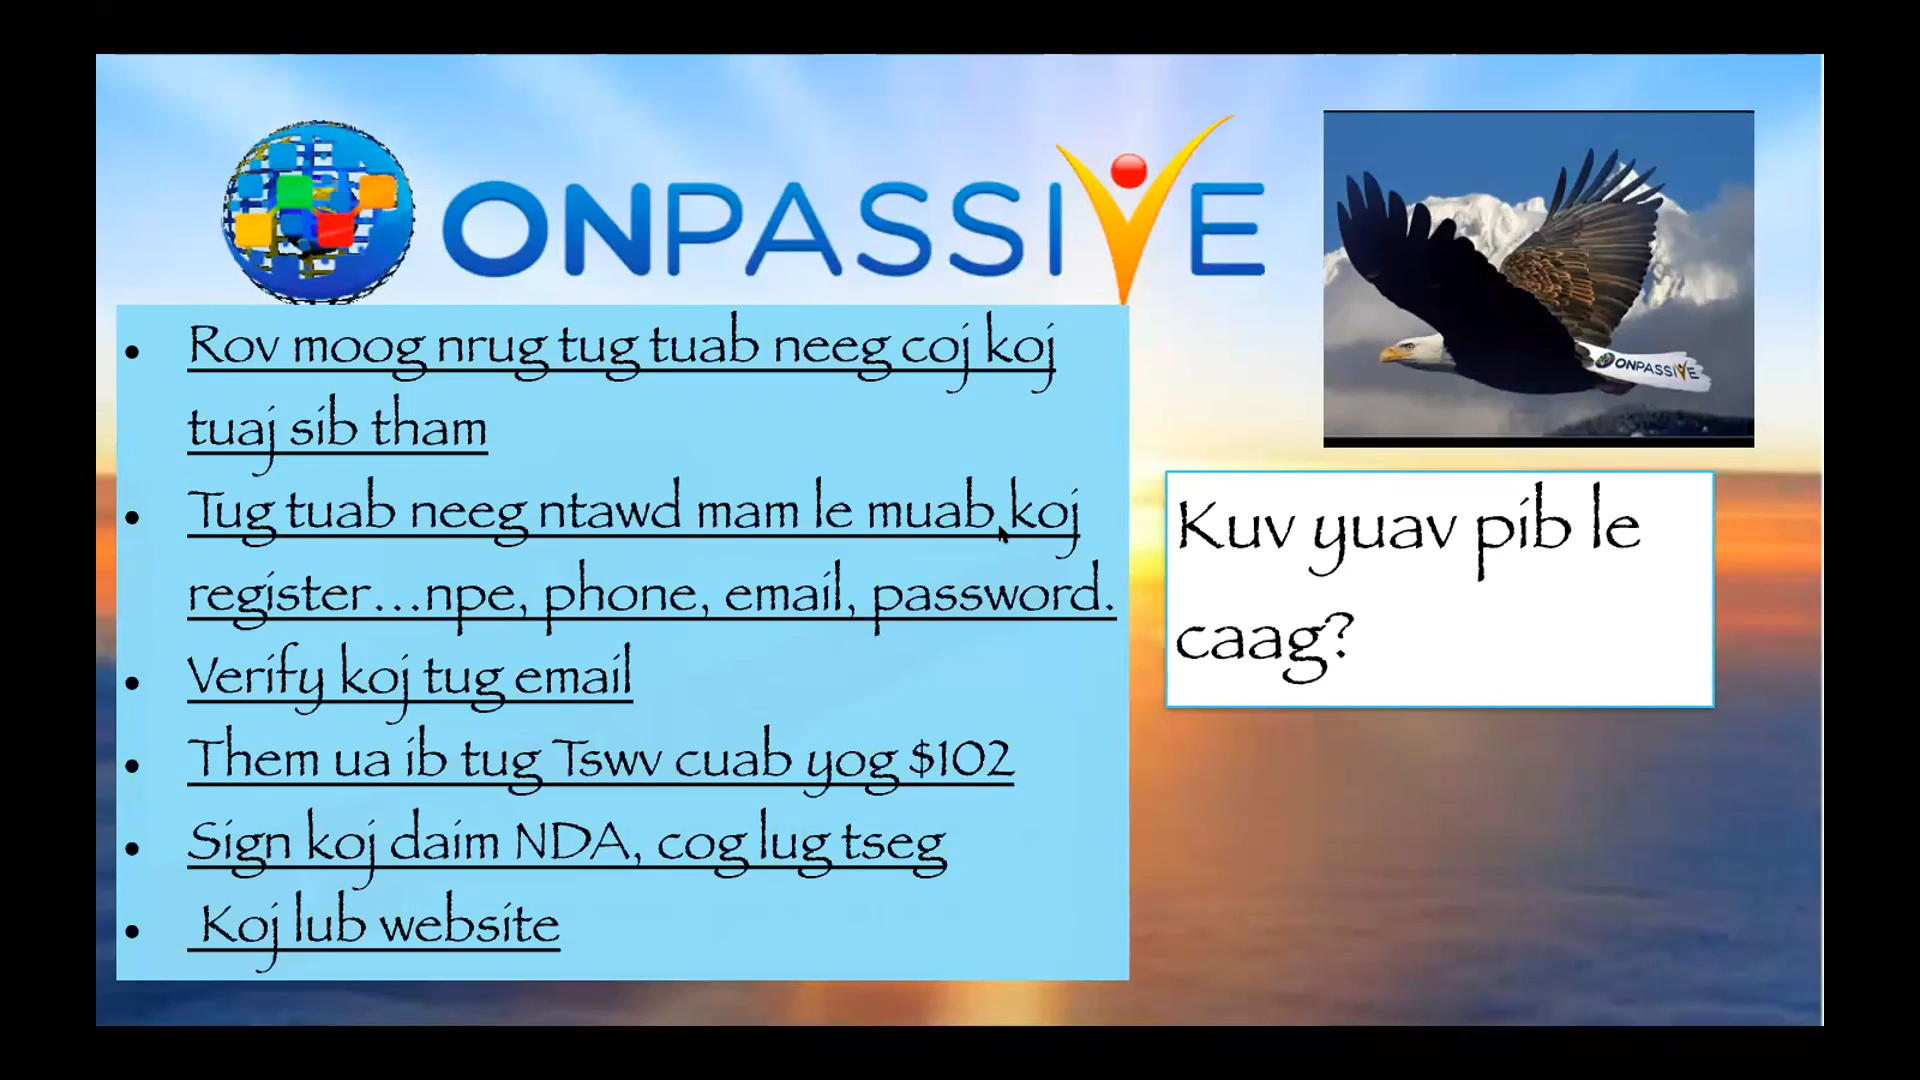 ONPASSIVE
ONPASSIVE
Rov moog nrug tug tuab neeg coj koj
tuaj sib tham
Tug tuab neeg ntawd mam le muab koj
register...npe, phone, email, password.
Verify koj tug email
Them ua ib tug Tswv cuab yog $102
Sign koj daim NDA, cog lug tseg
Koj lub website
Kuv yuav pib le
caag?